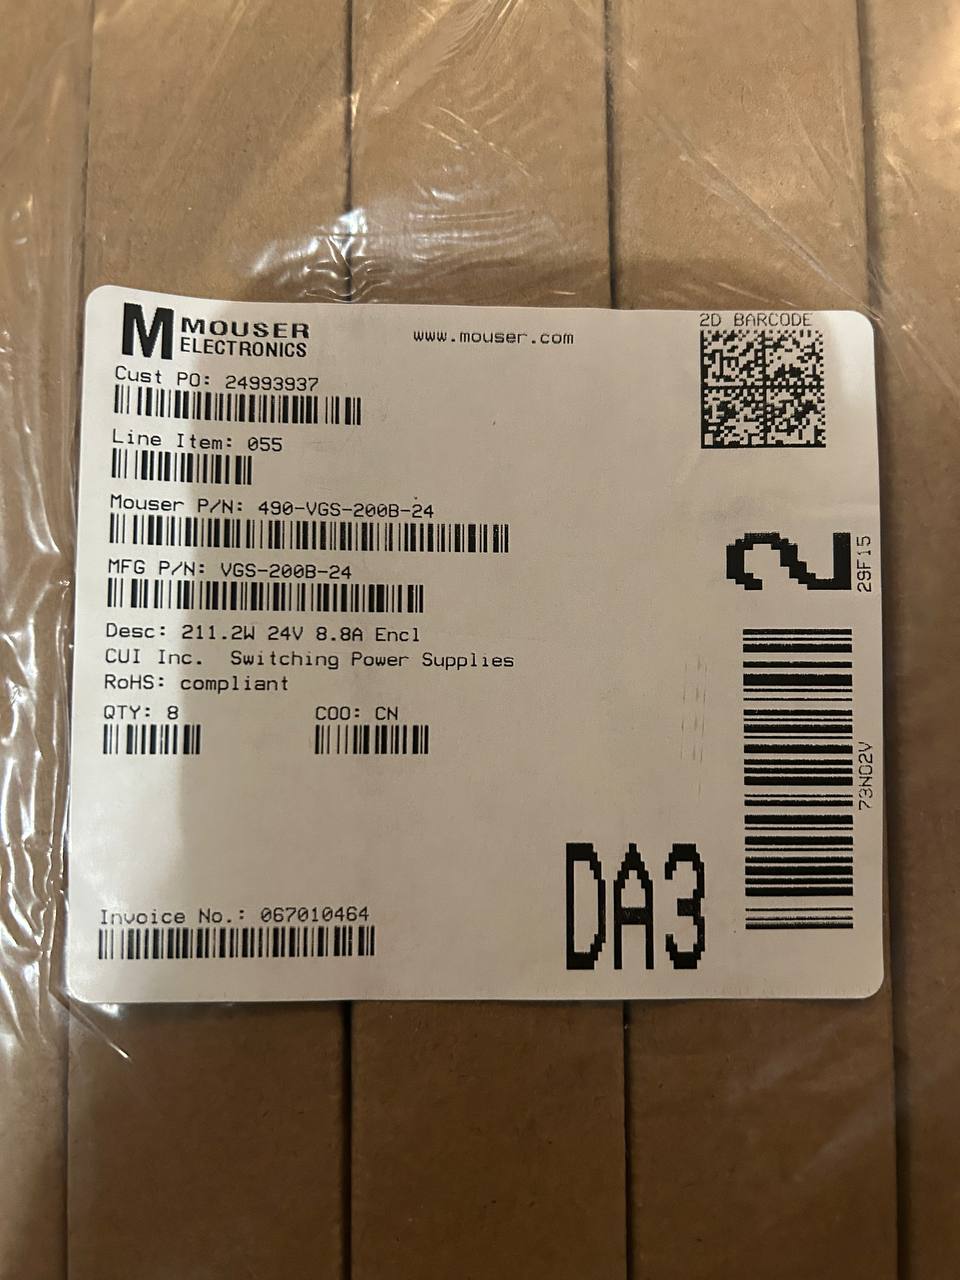 M MOUSER
ELECTRONICS
www.mouser.com
2D BARCODE
Cust PO: 24993937
Line Item: 055
Mouser P/N: 490-VGS-200B-24
MFG P/N: VGS-200B-24
Desc: 211.2W 24V 8.8A Encl
CUI Inc. Switching Power Supplies
RoHS: compliant
QTY: 8
COO: CN
Invoice No.: 067010464
DA3
2
29F15
73N02V